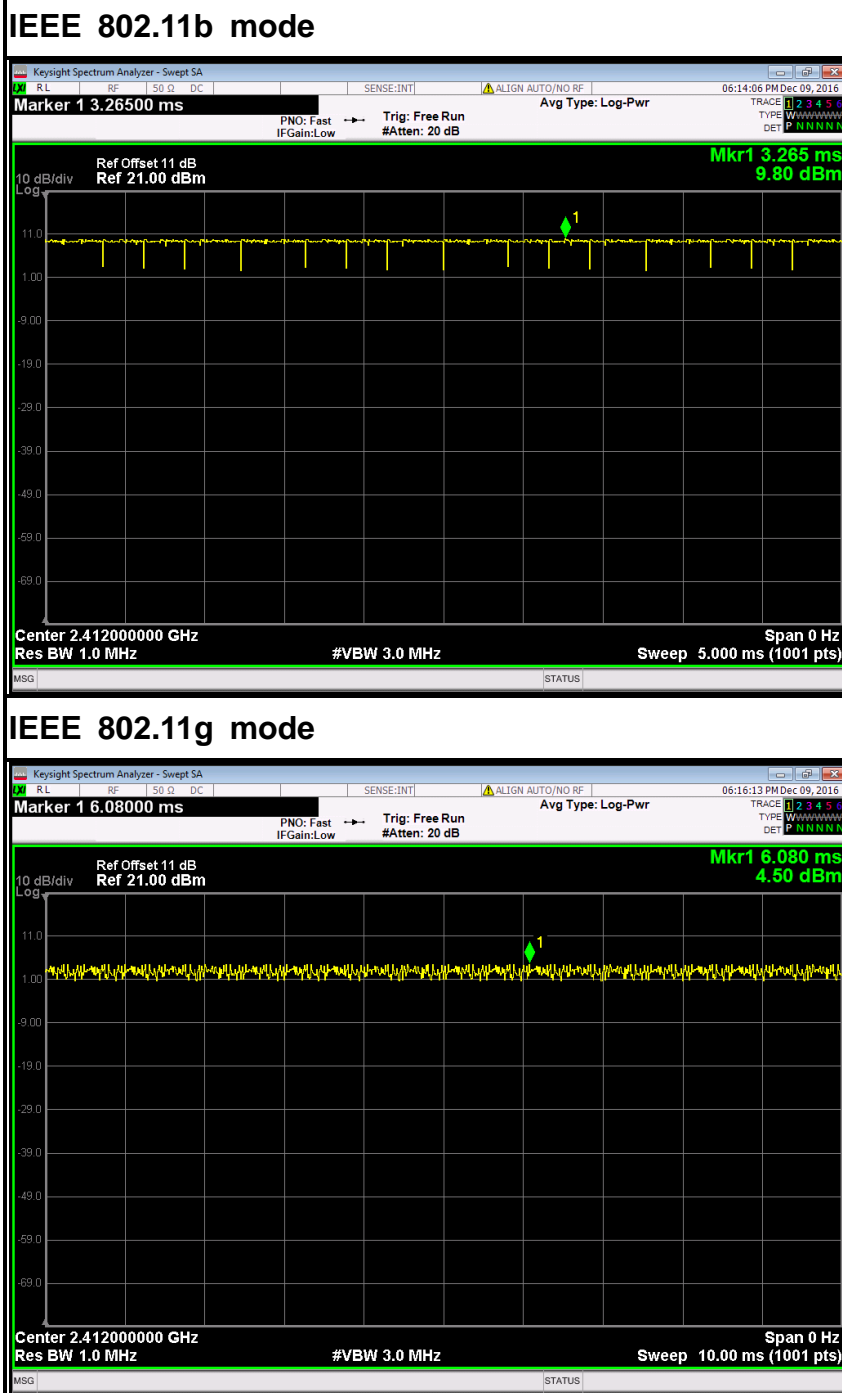 IEEE 802.11b mode
Keysight Spectrum Analyzer - Swept SA
LXI RL RF 50 Ω DC SENSE:INT ALIGN AUTO/NO RF 06:14:06 PM Dec 09, 2016
Marker 1 3.26500 ms Avg Type: Log-Pwr TRACE 1 2 3 4 5 6
PNO: Fast Trig: Free Run TYPE WWWWWWW
IFGain:Low #Atten: 20 dB DET P N N N N N
Mkr1 3.265 ms
Ref Offset 11 dB
10 dB/div Ref 21.00 dBm 9.80 dBm
Log
1
11.0
1.00
-9.00
-19.0
-29.0
-39.0
-49.0
-59.0
-69.0
Center 2.412000000 GHz Span 0 Hz
Res BW 1.0 MHz #VBW 3.0 MHz Sweep 5.000 ms (1001 pts)
MSG STATUS
IEEE 802.11g mode
Keysight Spectrum Analyzer - Swept SA
LXI RL RF 50 Ω DC SENSE:INT ALIGN AUTO/NO RF 06:16:13 PM Dec 09, 2016
Marker 1 6.08000 ms Avg Type: Log-Pwr TRACE 1 2 3 4 5 6
PNO: Fast Trig: Free Run TYPE WWWWWWW
IFGain:Low #Atten: 20 dB DET P N N N N N
Mkr1 6.080 ms
Ref Offset 11 dB
10 dB/div Ref 21.00 dBm 4.50 dBm
Log
1
11.0
1.00
-9.00
-19.0
-29.0
-39.0
-49.0
-59.0
-69.0
Center 2.412000000 GHz Span 0 Hz
Res BW 1.0 MHz #VBW 3.0 MHz Sweep 10.00 ms (1001 pts)
MSG STATUS